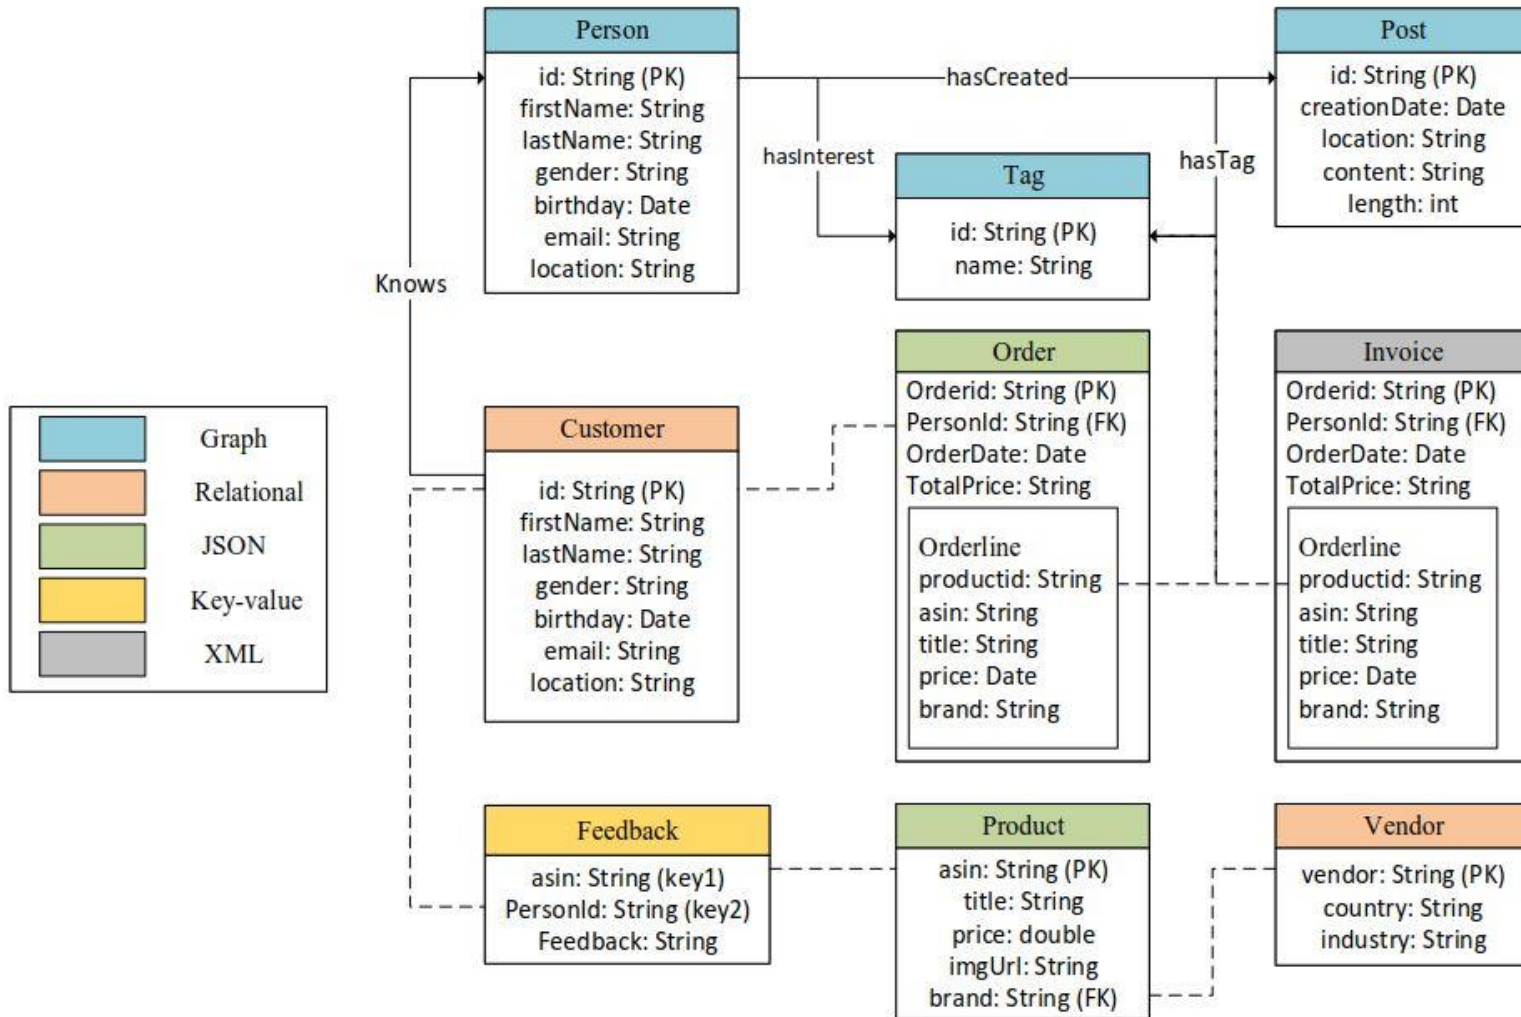 Person
id: String (PK)
firstName: String
lastName: String
gender: String
birthday: Date
email: String
location: String
hasCreated
Post
id: String (PK)
creationDate: Date
location: String
content: String
length: int
hasInterest
hasTag
Tag
id: String (PK)
name: String
Knows
Graph
Relational
JSON
Key-value
XML
Customer
id: String (PK)
firstName: String
lastName: String
gender: String
birthday: Date
email: String
location: String
Order
Orderid: String (PK)
PersonId: String (FK)
OrderDate: Date
TotalPrice: String
Orderline
productid: String
asin: String
title: String
price: Date
brand: String
Invoice
Orderid: String (PK)
PersonId: String (FK)
OrderDate: Date
TotalPrice: String
Orderline
productid: String
asin: String
title: String
price: Date
brand: String
Feedback
asin: String (key1)
PersonId: String (key2)
Feedback: String
Product
asin: String (PK)
title: String
price: double
imgUrl: String
brand: String (FK)
Vendor
vendor: String (PK)
country: String
industry: String